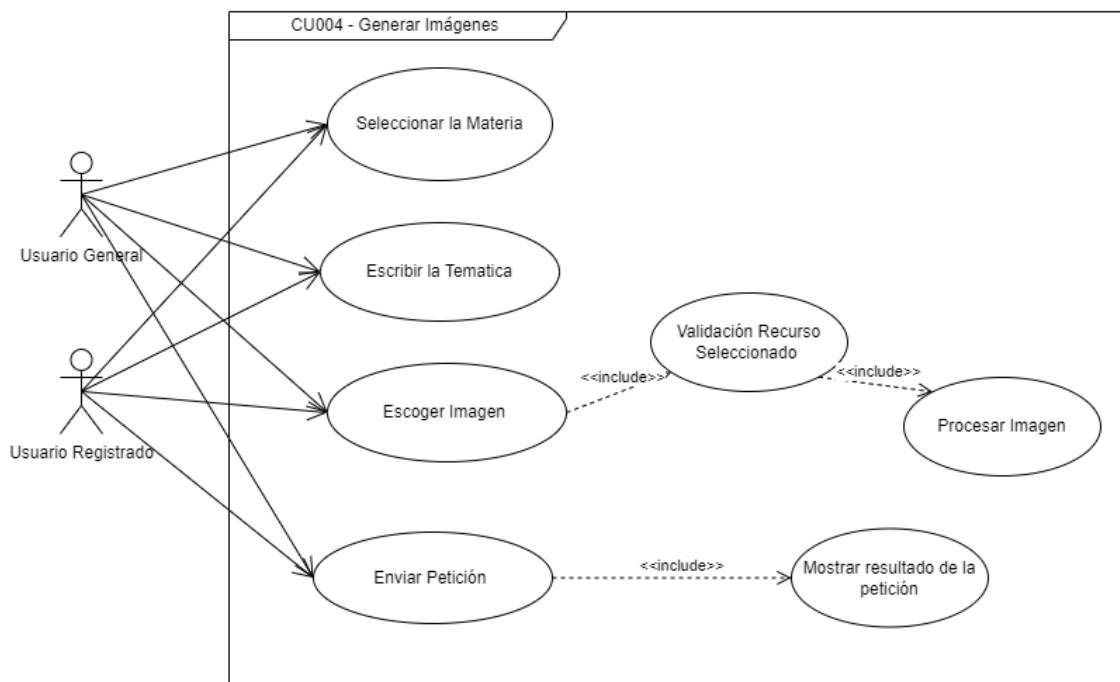 CU004 - Generar Imágenes
Seleccionar la Materia
Usuario General
Escribir la Tematica
Validación Recurso
Seleccionado
<<include>>
<<include>>
Escoger Imagen
Procesar Imagen
Usuario Registrado
Enviar Petición
<<include>>
Mostrar resultado de la
petición